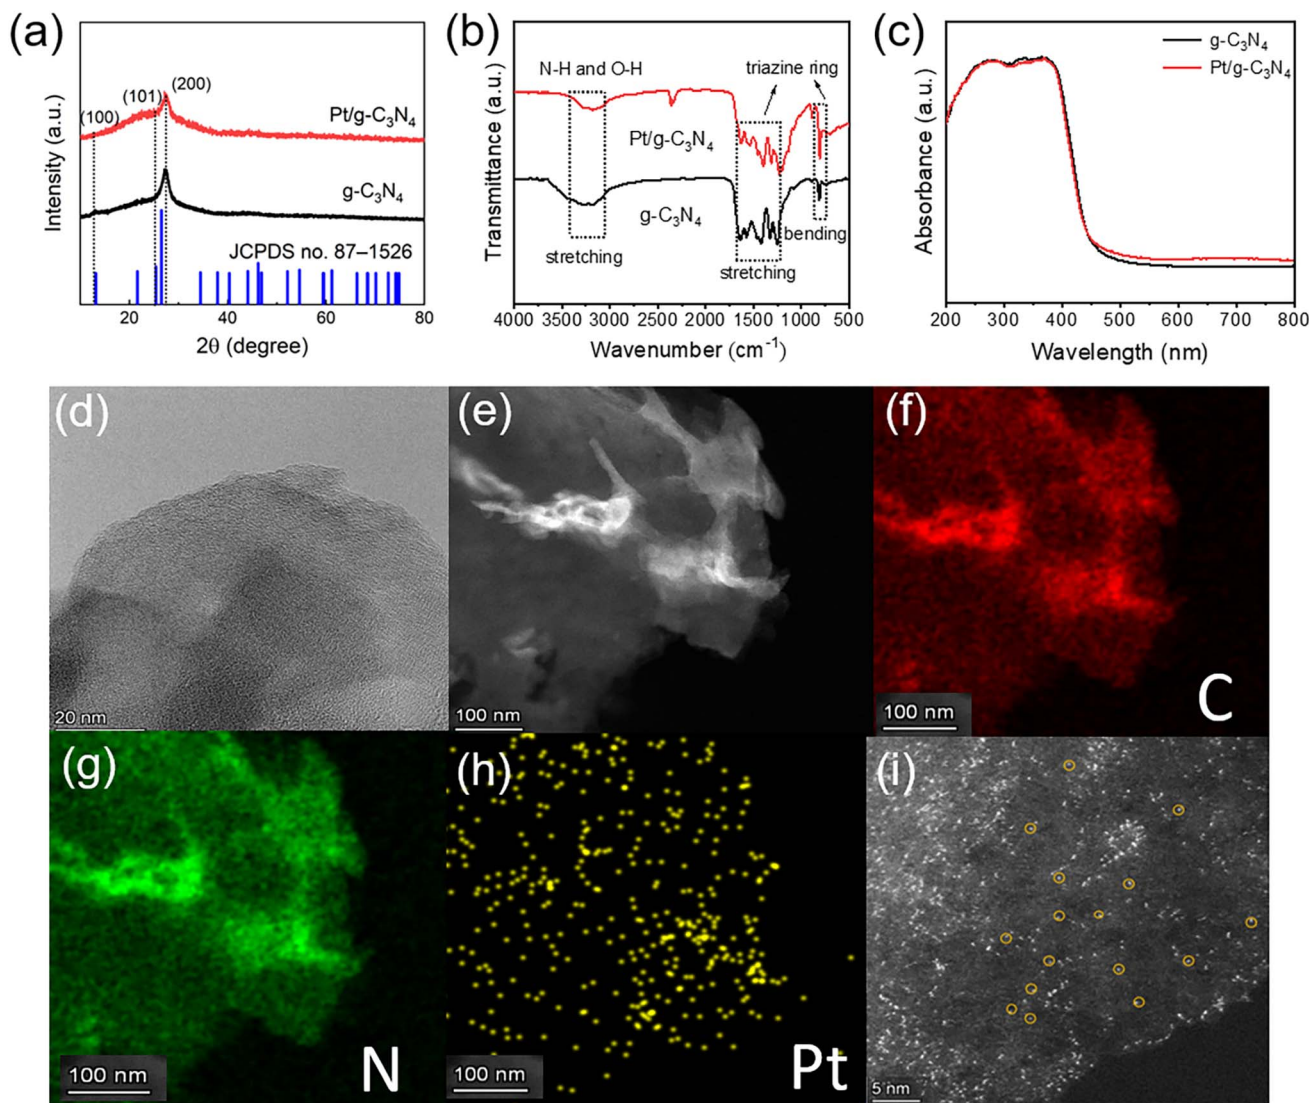 (a)
(100)
(101)
(200)
Pt/g-C₃N₄
g-C₃N₄
JCPDS no. 87–1526
Intensity (a.u.)
20 40 60 80
2θ (degree)
(b)
N-H and O-H
triazine ring
Pt/g-C₃N₄
g-C₃N₄
bending
stretching
stretching
Transmittance (a.u.)
4000 3500 3000 2500 2000 1500 1000 500
Wavenumber (cm⁻¹)
(c)
g-C₃N₄
Pt/g-C₃N₄
Absorbance (a.u.)
200 300 400 500 600 700 800
Wavelength (nm)
(d)
20 nm
(e)
100 nm
(f)
100 nm
C
(g)
100 nm
N
(h)
100 nm
Pt
(i)
5 nm